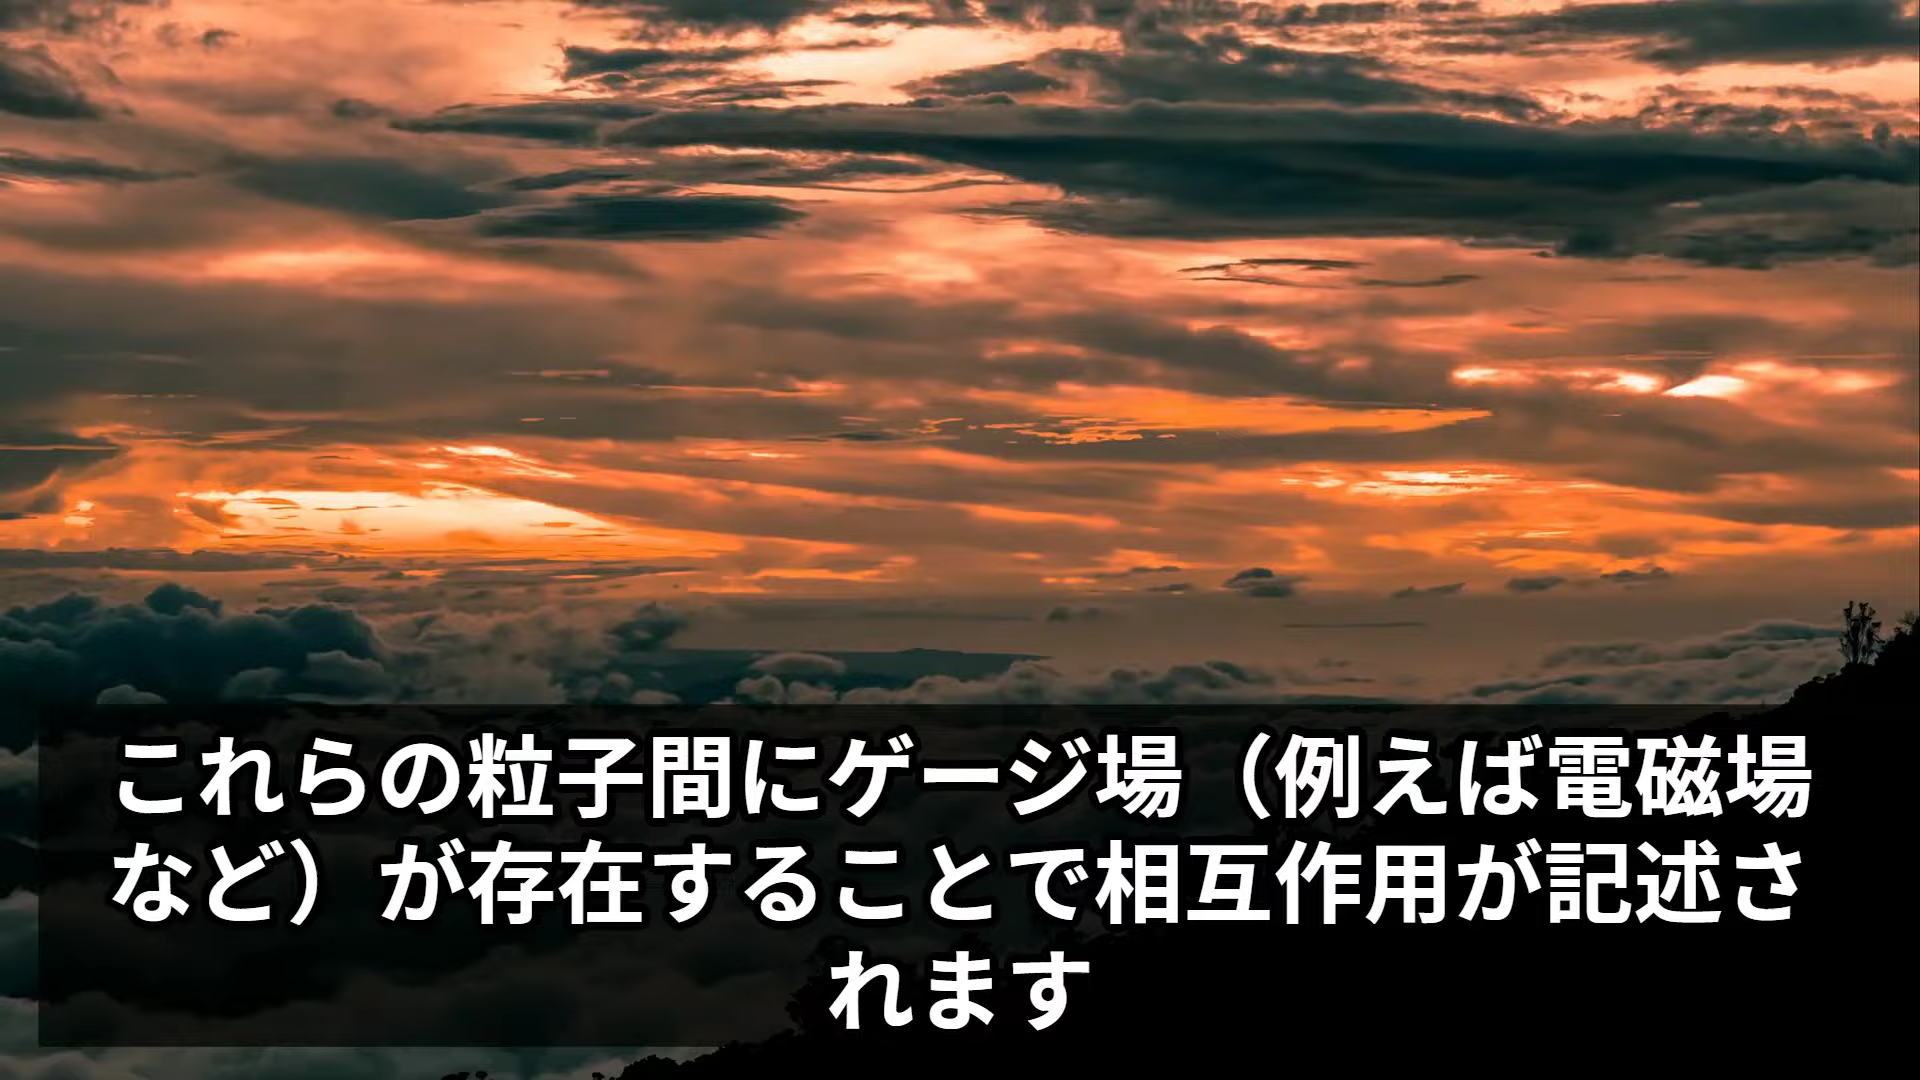 これらの粒子間にゲージ場（例えば電磁場
など）が存在することで相互作用が記述さ
れます